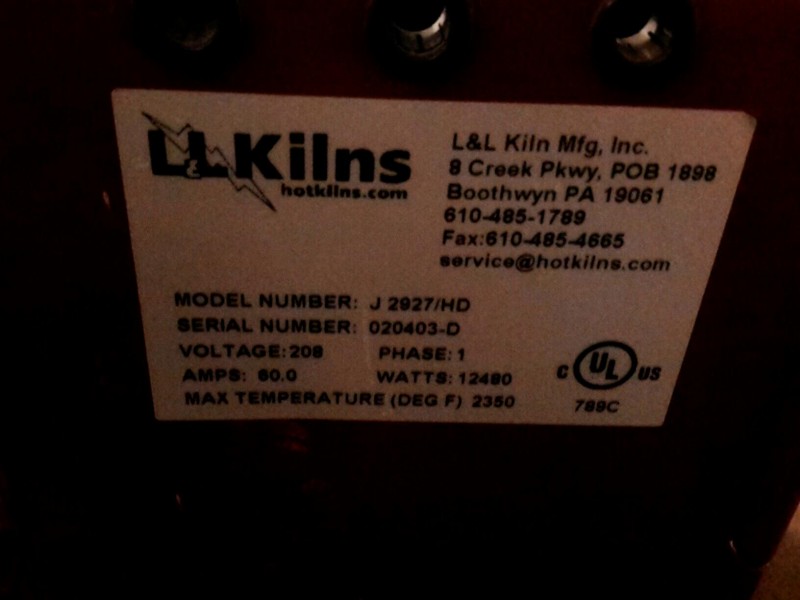 L&L Kilns
hotkilns.com
L&L Kiln Mfg, Inc.
8 Creek Pkwy, POB 1898
Boothwyn PA 19061
610-485-1789
Fax:610-485-4665
service@hotkilns.com
MODEL NUMBER: J 2927/HD
SERIAL NUMBER: 020403-D
VOLTAGE: 208 PHASE: 1
AMPS: 60.0 WATTS: 12480
MAX TEMPERATURE (DEG F) 2350
C UL US
789C